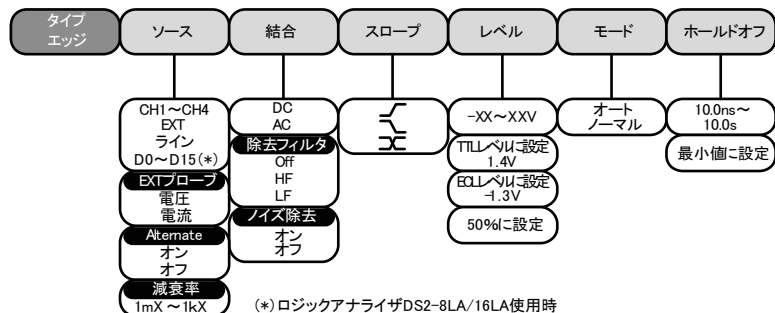 タイプ
エッジ
ソース
結合
スロープ
レベル
モード
ホールドオフ
CH1～CH4
EXT
ライン
D0～D15(*)
EXTプローブ
電圧
電流
Alternate
オン
オフ
減衰率
1mX～1kX
DC
AC
除去フィルタ
Off
HF
LF
ノイズ除去
オン
オフ
-XX～XXV
TTLレベルに設定
1.4V
ECLレベルに設定
-1.3V
50%に設定
オート
ノーマル
10.0ns～
10.0s
最小値に設定
(*)ロジックアナライザDS2-8LA/16LA使用時